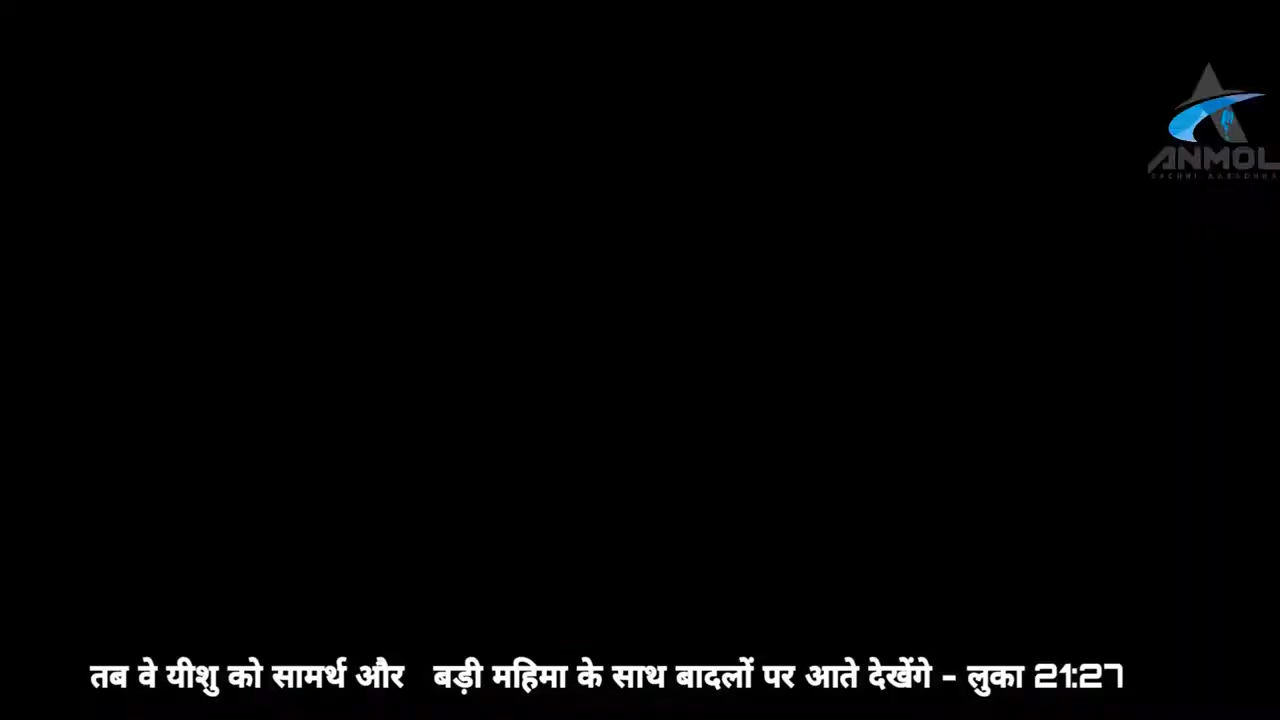 ANMOL
तब वे यीशु को सामर्थ और बड़ी महिमा के साथ बादलों पर आते देखेंगे - लुका 21:27